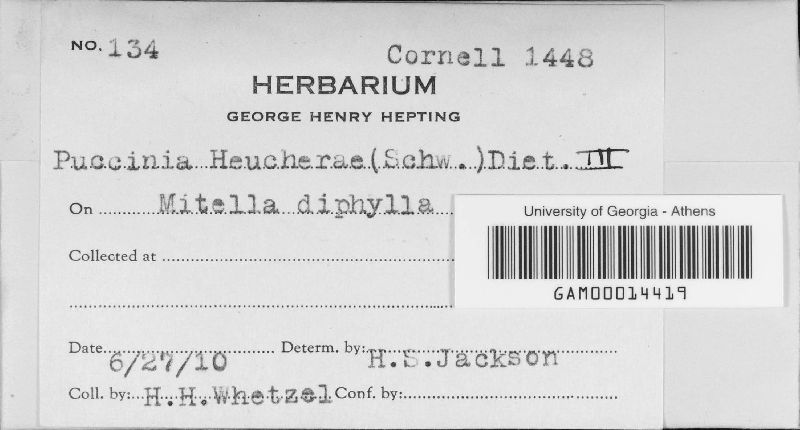 NO. 134 Cornell 1448
HERBARIUM
GEORGE HENRY HEPTING
Puccinia Heucherae(Schw.)Diet. III
On Mitella diphylla
University of Georgia - Athens
GAM00014419
Collected at
Date 6/27/10 Determ. by: H.S.Jackson
Coll. by: H.H.Whetzel Conf. by: